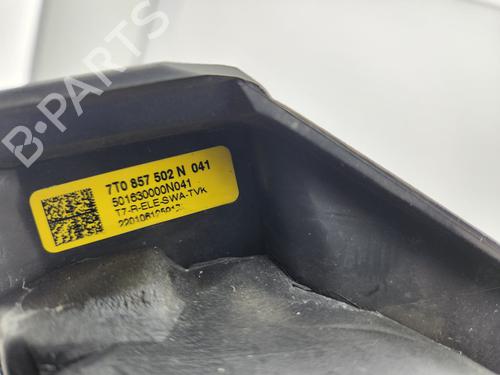 7T0 857 502 N 041
501630000N041
T7-R-ELE-SWA-TVK
B-PARTS